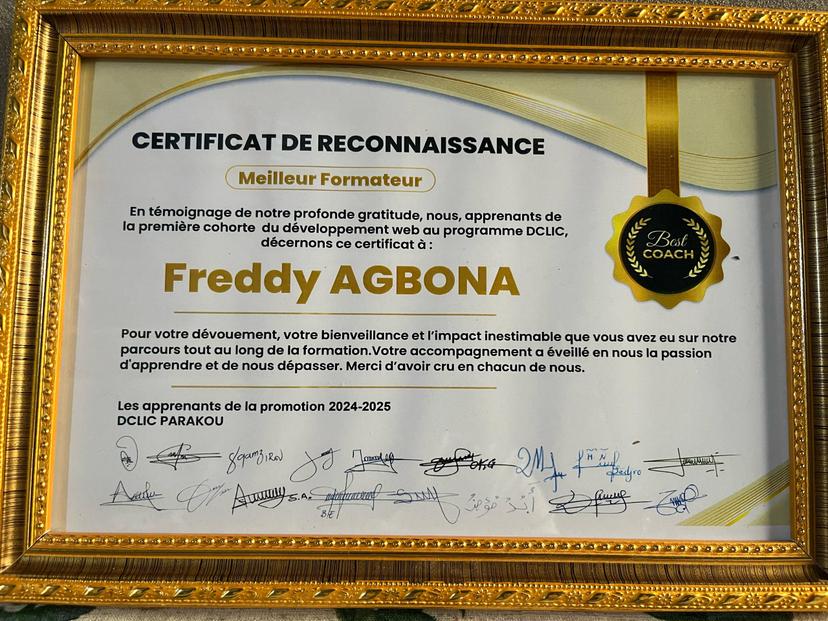 CERTIFICAT DE RECONNAISSANCE
Meilleur Formateur
En témoignage de notre profonde gratitude, nous, apprenants de
la première cohorte du développement web au programme DCLIC,
décernons ce certificat à :
Freddy AGBONA
Best
COACH
Pour votre dévouement, votre bienveillance et l'impact inestimable que vous avez eu sur notre
parcours tout au long de la formation.Votre accompagnement a éveillé en nous la passion
d'apprendre et de nous dépasser. Merci d'avoir cru en chacun de nous.
Les apprenants de la promotion 2024-2025
DCLIC PARAKOU
S.A.
B.E